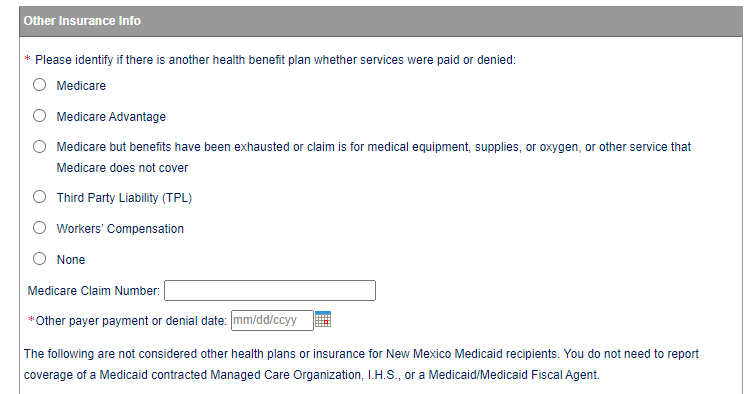 Other Insurance Info
* Please identify if there is another health benefit plan whether services were paid or denied:
Medicare
Medicare Advantage
Medicare but benefits have been exhausted or claim is for medical equipment, supplies, or oxygen, or other service that
Medicare does not cover
Third Party Liability (TPL)
Workers' Compensation
None
Medicare Claim Number:
*Other payer payment or denial date: mm/dd/ccyy
The following are not considered other health plans or insurance for New Mexico Medicaid recipients. You do not need to report
coverage of a Medicaid contracted Managed Care Organization, I.H.S., or a Medicaid/Medicaid Fiscal Agent.